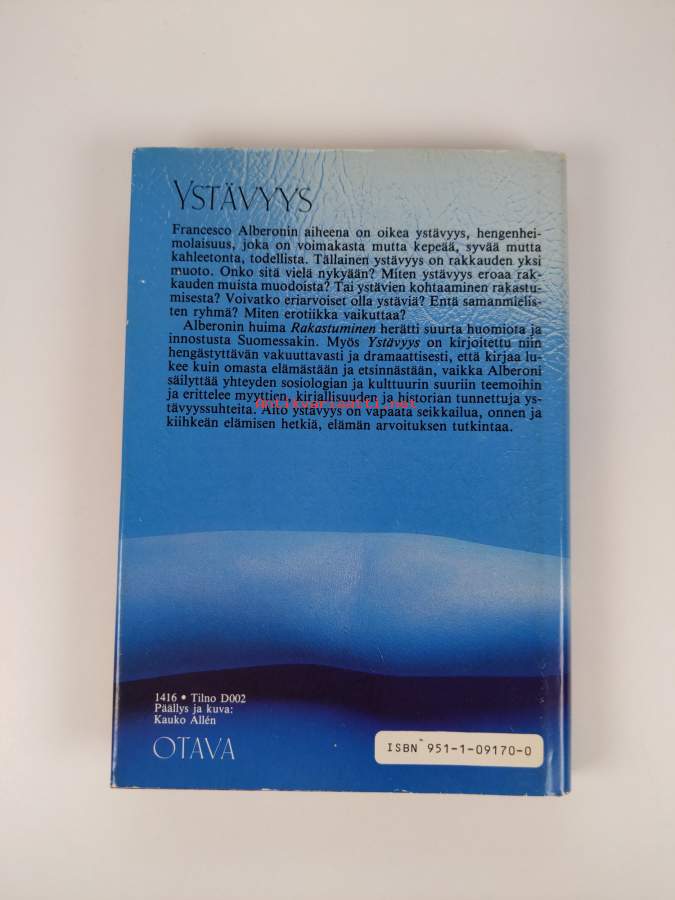 YSTÄVYYS
Francesco Alberonin aiheena on oikea ystävyys, hengenhei-
molaisuus, joka on voimakasta mutta kepeää, syvää mutta
kahleetonta, todellista. Tällainen ystävyys on rakkauden yksi
muoto. Onko sitä vielä nykyään? Miten ystävyys eroaa rak-
kauden muista muodoista? Tai ystävien kohtaaminen rakastu-
misesta? Voivatko eriarvoiset olla ystäviä? Entä samanmielis-
ten ryhmä? Miten erotiikka vaikuttaa?
Alberonin huima Rakastuminen herätti suurta huomiota ja
innostusta Suomessakin. Myös Ystävyys on kirjoitettu niin
hengästyttävän vakuuttavasti ja dramaattisesti, että kirjaa lu-
kee kuin omasta elämästään ja etsinnästään, vaikka Alberoni
säilyttää yhteyden sosiologian ja kulttuurin suuriin teemoihin
ja erittelee myyttien, kirjallisuuden ja historian tunnettuja ys-
Antikvariaatti.net
tävyyssuhteita. Aito ystävyys on vapaata seikkailua, onnen ja
kiihkeän elämisen hetkiä, elämän arvoituksen tutkintaa.
1416 • Tilno D002
Päällys ja kuva:
Kauko Allén
OTAVA
ISBN 951-1-09170-0